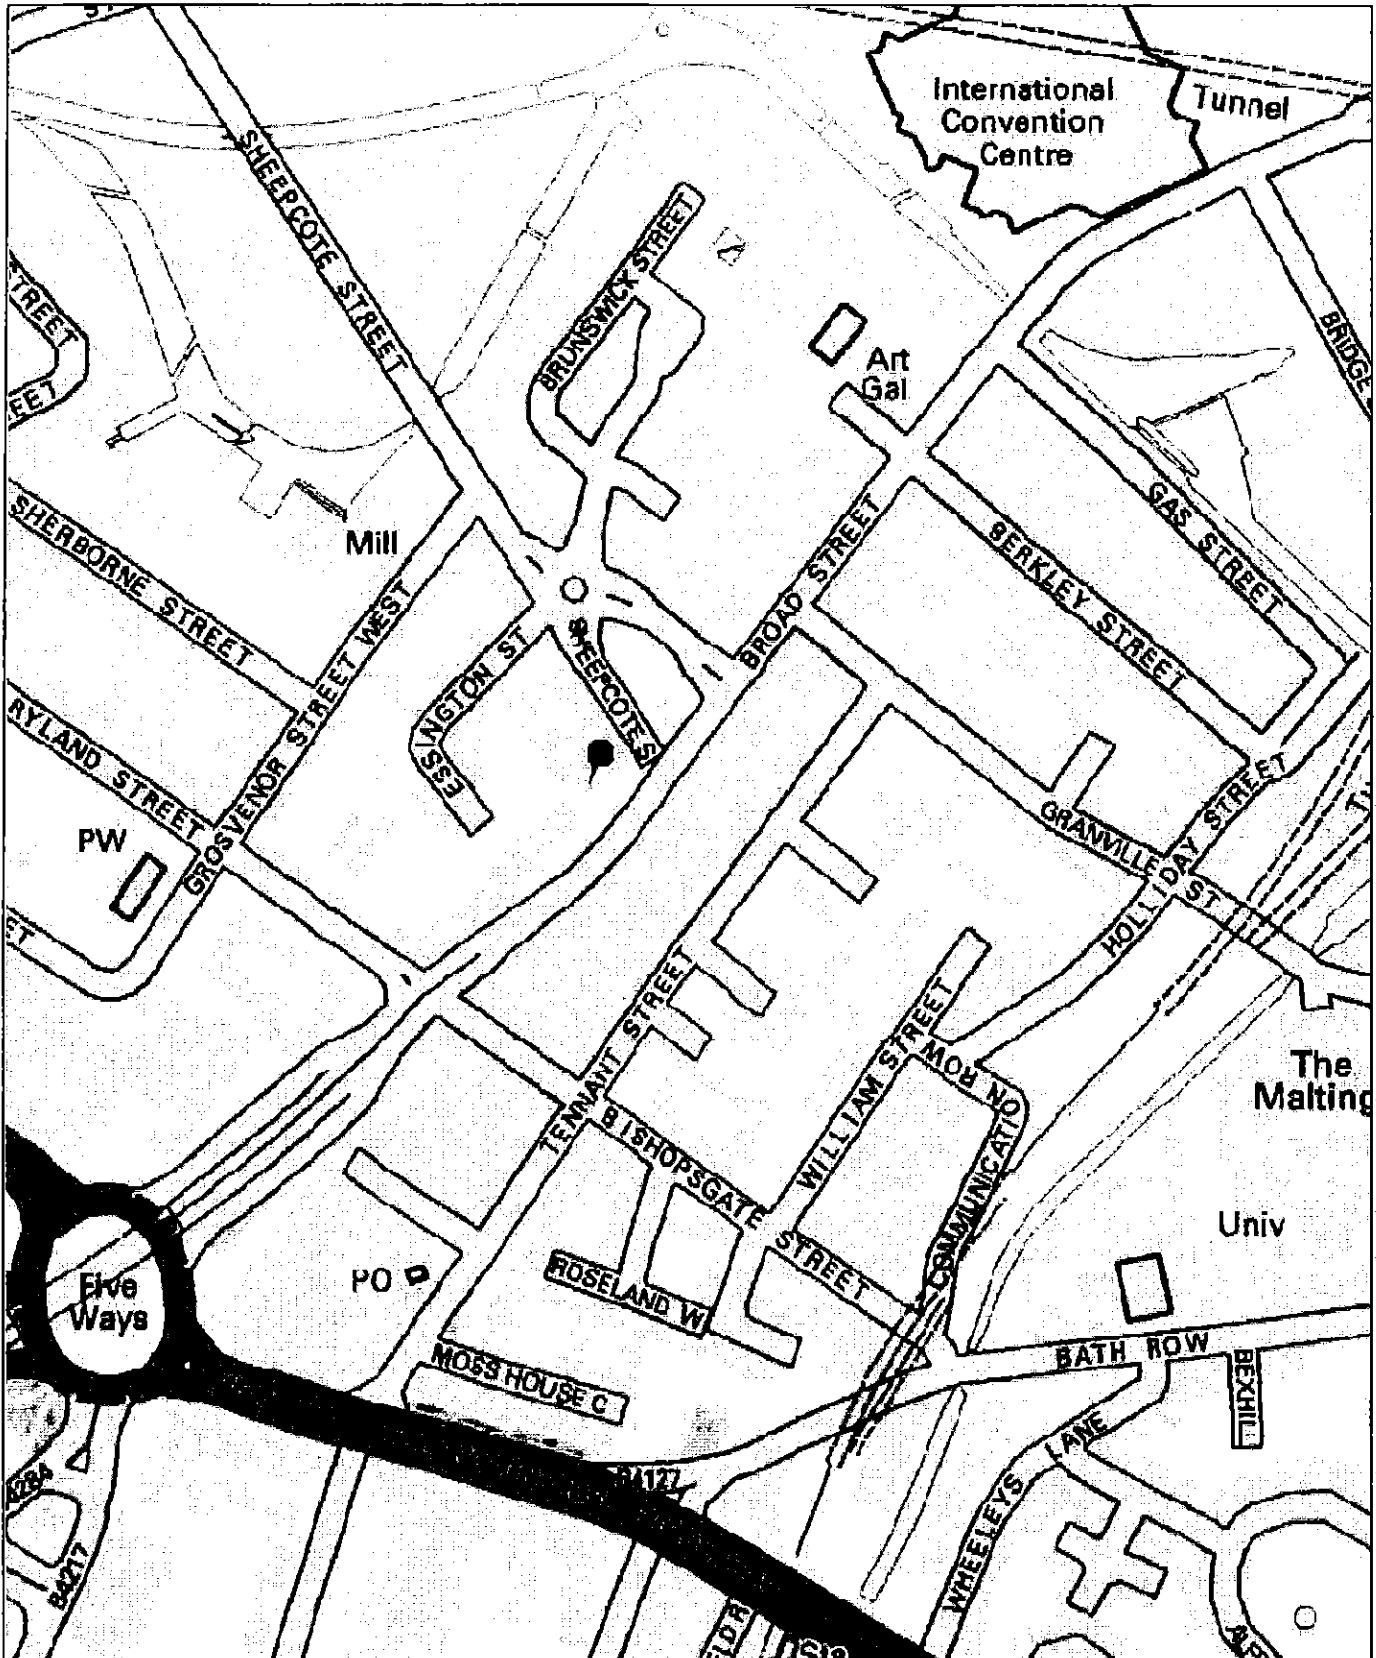 International
Convention
Centre
Tunnel
SHEEPCOTE STREET
BRUNSWICK STREET
TREET
EET
BRIDGE
Art
Gal
GAS STREET
SHERBORNE STREET
Mill
BROAD STREET
BERKLEY STREET
GROSVENOR STREET WEST
ESSINGTON ST
SHEEPCOTE S
RYLAND STREET
PW
GRANVILLE ST
HOLLIDAY STREET
ET
TENNANT STREET
WILLIAM STREET
COMMUNICATION ROW
The
Malting
BISHOPSGATE STREET
Univ
Five
Ways
PO
ROSELAND W
MOSS HOUSE C
BATH ROW
BEXHILL
WHEELEYS LANE
B4127
B4217